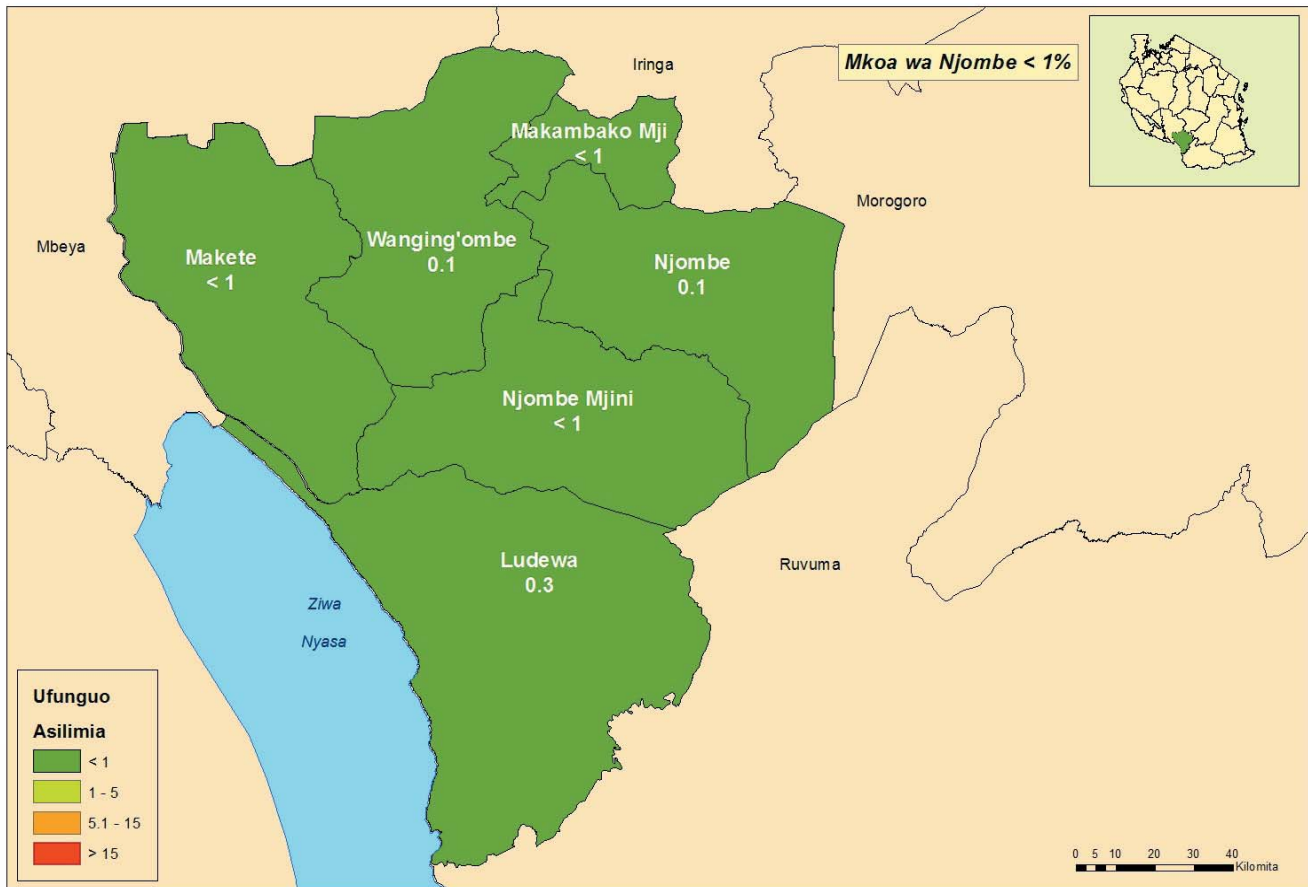 Mkoa wa Njombe < 1%
Iringa
Makambako Mji
< 1
Morogoro
Mbeya
Makete
< 1
Wanging'ombe
0.1
Njombe
0.1
Njombe Mjini
< 1
Ludewa
0.3
Ruvuma
Ziwa
Nyasa
Ufunguo
Asilimia
< 1
1 - 5
5.1 - 15
> 15
0 5 10 20 30 40
Kilomita